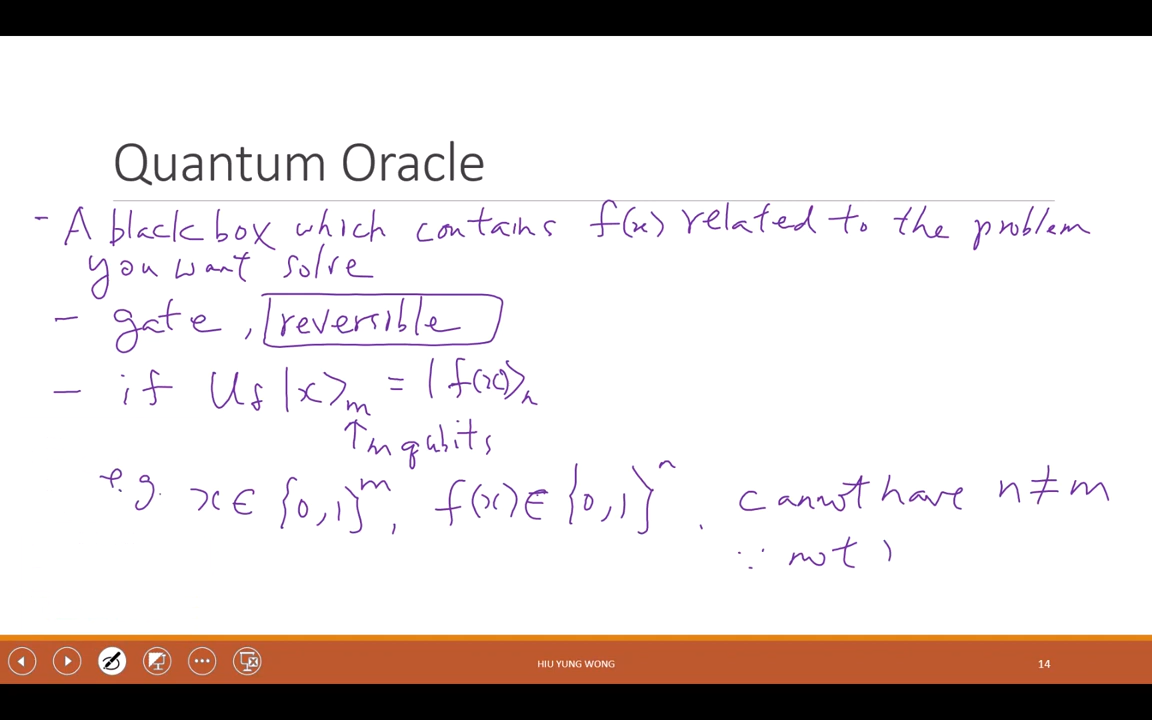 Quantum Oracle
- A black box which contains f(x) related to the problem
you want solve
- gate, reversible
- if Uf |x⟩m = |f(x)⟩n
↑ m qubits
e.g. x ∈ {0,1}^m, f(x) ∈ {0,1}^n. cannot have n ≠ m
∵ not
HIU YUNG WONG
14